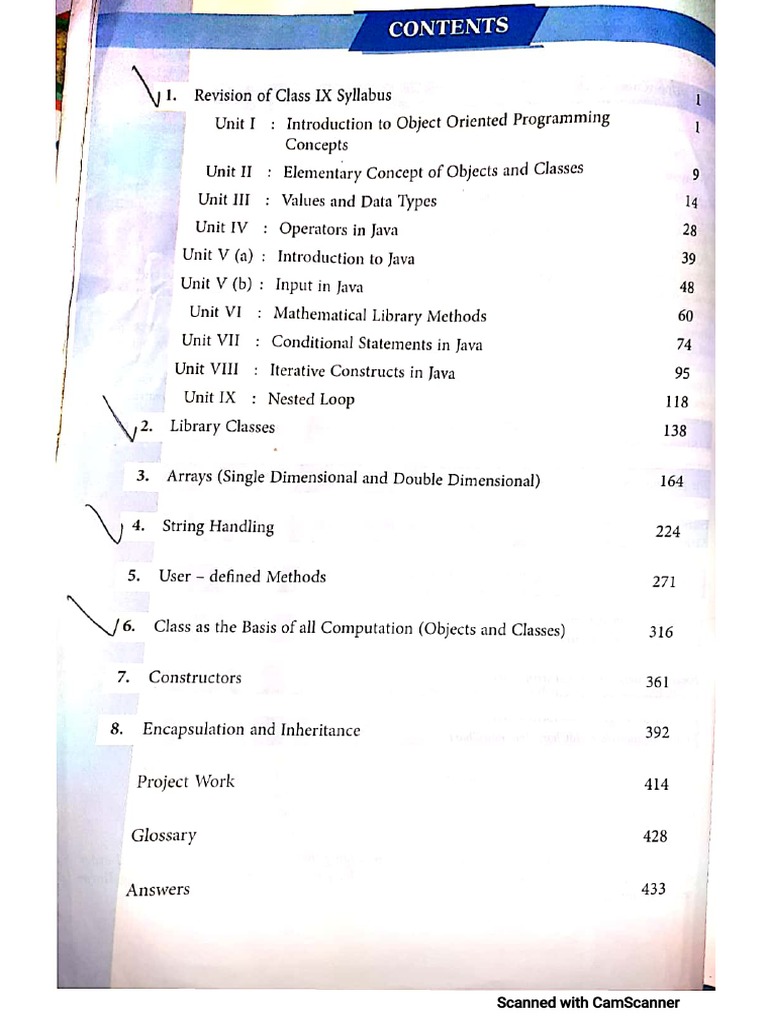 CONTENTS
1. Revision of Class IX Syllabus 1
Unit I : Introduction to Object Oriented Programming 1
Concepts
Unit II : Elementary Concept of Objects and Classes 9
Unit III : Values and Data Types 14
Unit IV : Operators in Java 28
Unit V (a) : Introduction to Java 39
Unit V (b) : Input in Java 48
Unit VI : Mathematical Library Methods 60
Unit VII : Conditional Statements in Java 74
Unit VIII : Iterative Constructs in Java 95
Unit IX : Nested Loop 118
2. Library Classes 138
3. Arrays (Single Dimensional and Double Dimensional) 164
4. String Handling 224
5. User – defined Methods 271
6. Class as the Basis of all Computation (Objects and Classes) 316
7. Constructors 361
8. Encapsulation and Inheritance 392
Project Work 414
Glossary 428
Answers 433
Scanned with CamScanner